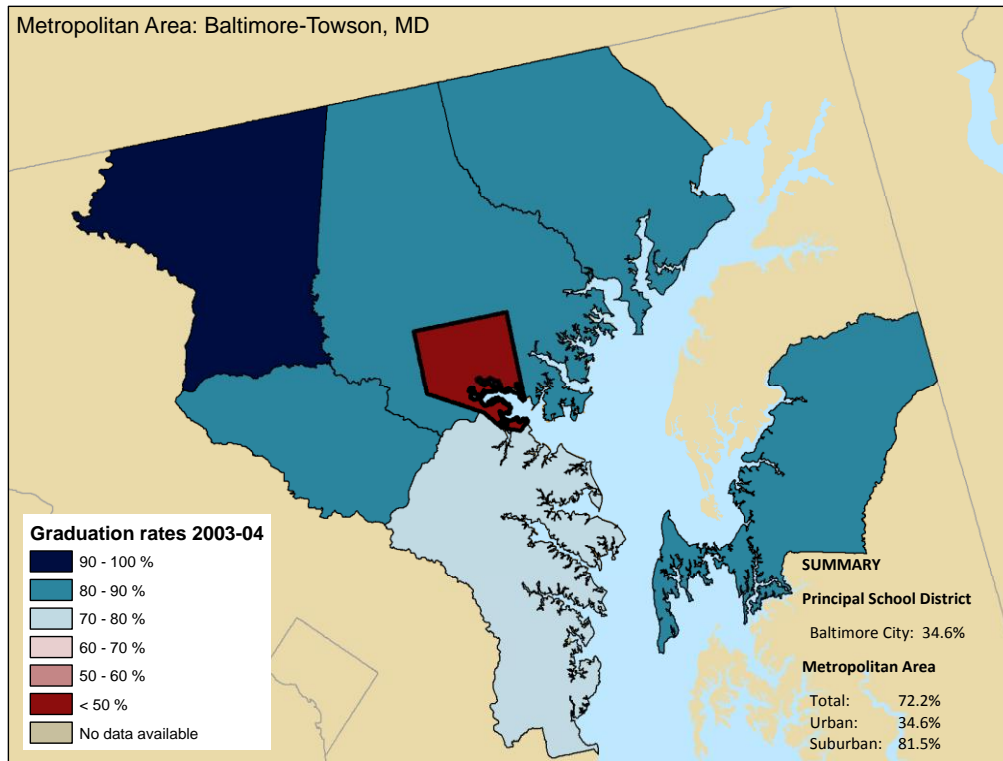 Metropolitan Area: Baltimore-Towson, MD
Graduation rates 2003-04
90 - 100 %
80 - 90 %
70 - 80 %
60 - 70 %
50 - 60 %
< 50 %
No data available
SUMMARY
Principal School District
Baltimore City: 34.6%
Metropolitan Area
Total: 72.2%
Urban: 34.6%
Suburban: 81.5%